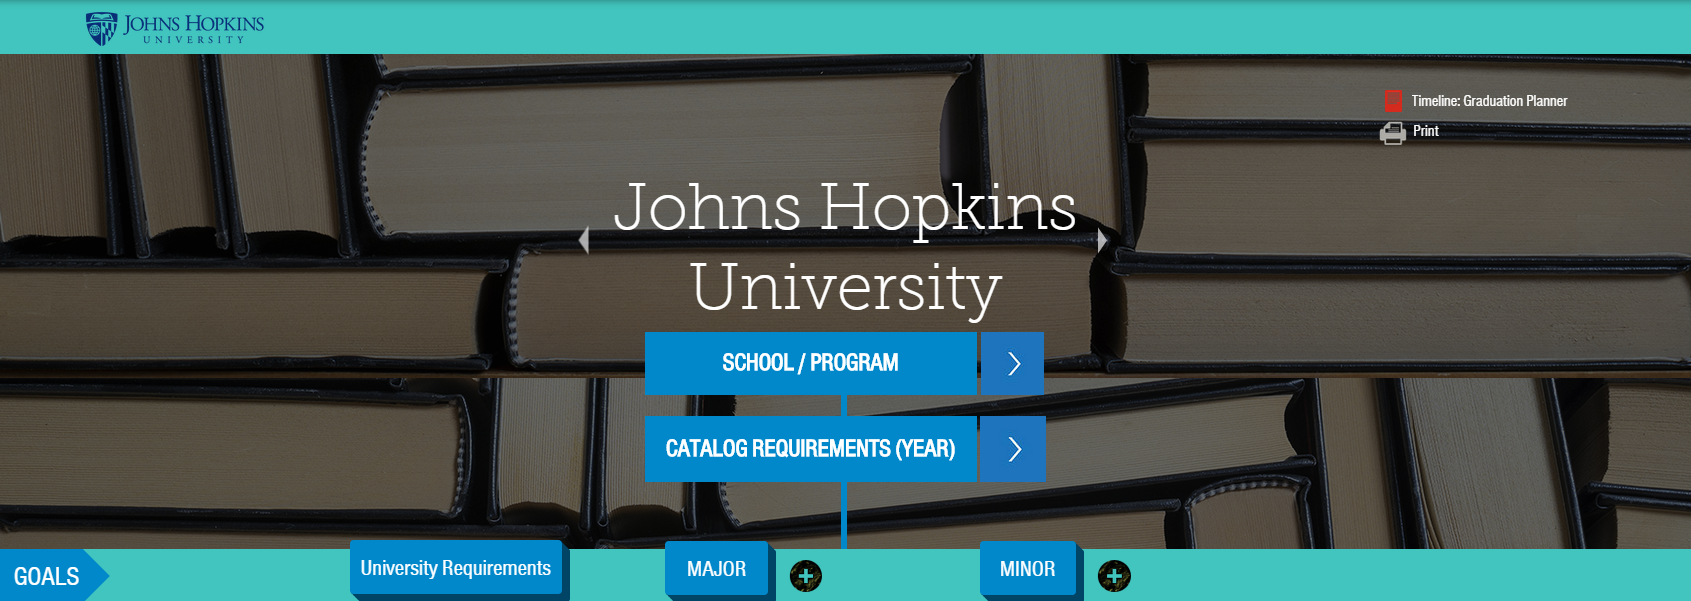 JOHNS HOPKINS
UNIVERSITY
Timeline: Graduation Planner
Print
Johns Hopkins
University
SCHOOL / PROGRAM
CATALOG REQUIREMENTS (YEAR)
GOALS
University Requirements
MAJOR
MINOR